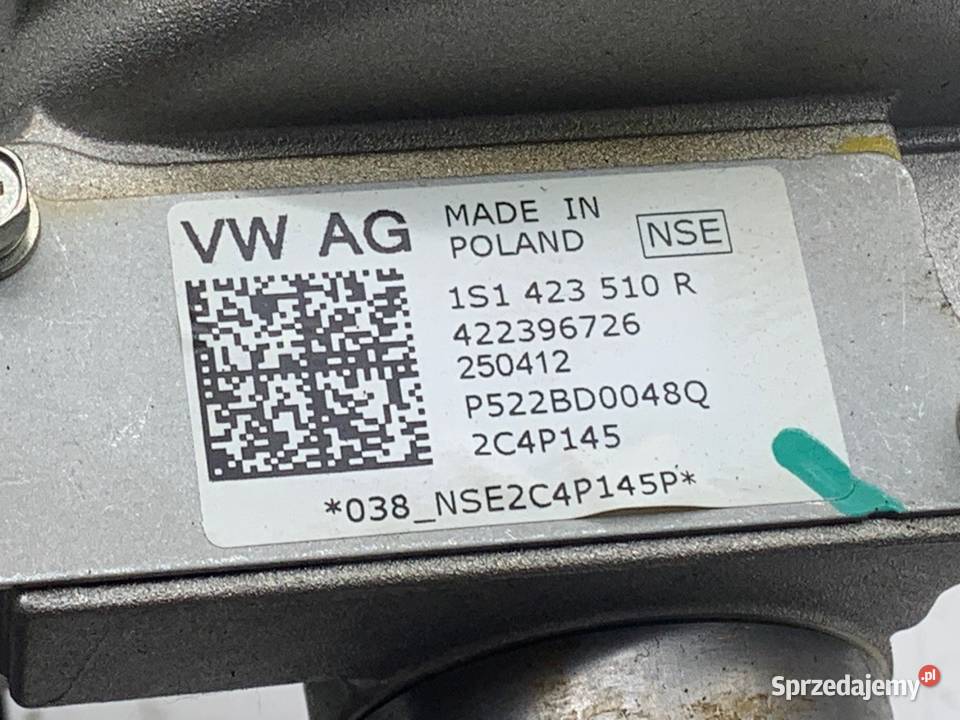 VW AG
MADE IN
POLAND
NSE
1S1 423 510 R
422396726
250412
P522BD0048Q
2C4P145
*038_NSE2C4P145P*
Sprzedajemy.pl